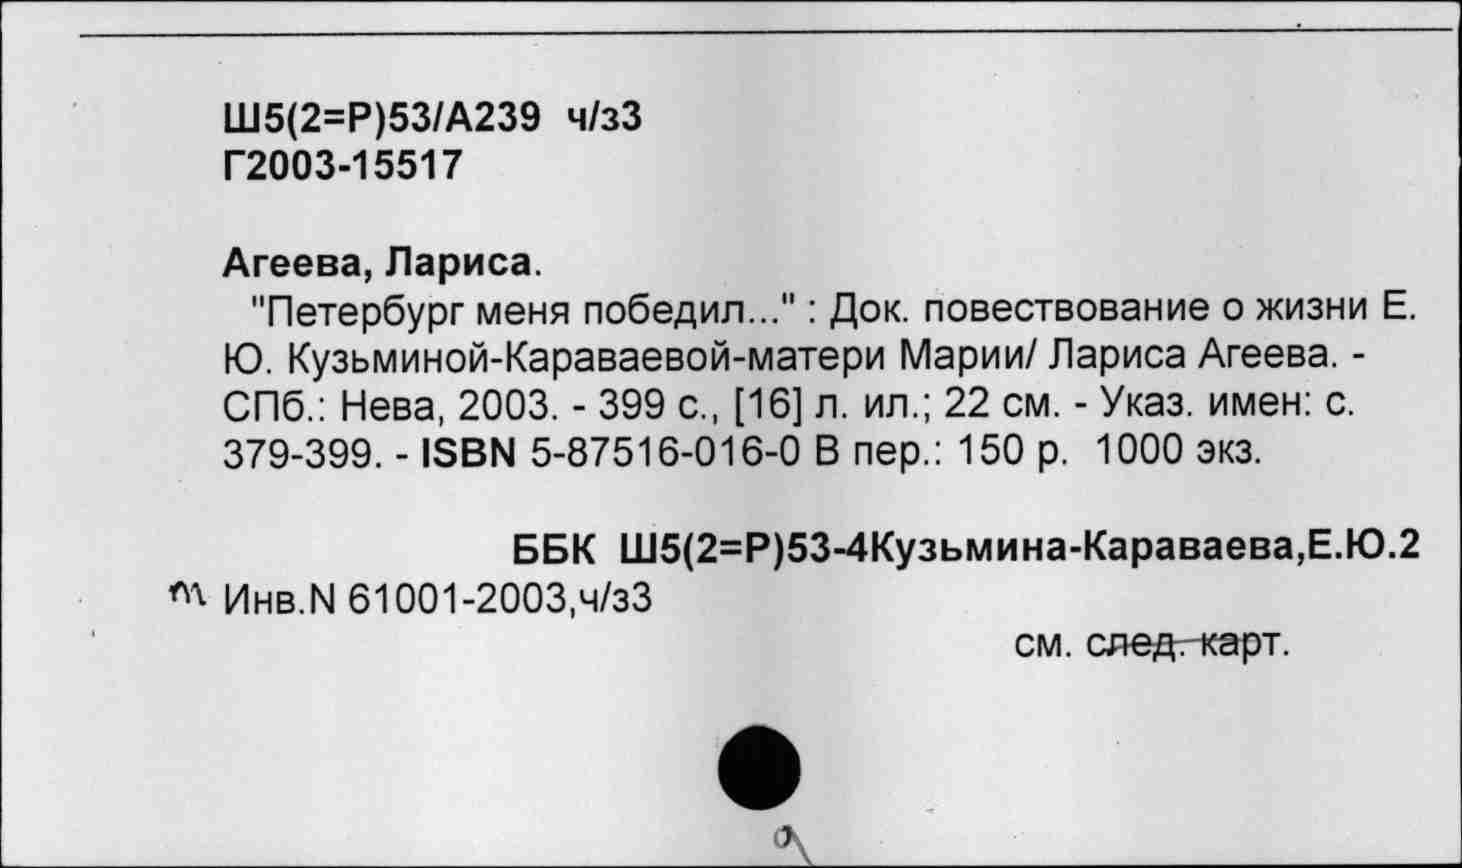 Ш5(2=Р)53/А239 ч/з3
Г2003-15517
Агеева, Лариса.
"Петербург меня победил..." : Док. повествование о жизни Е.
Ю. Кузьминой-Караваевой-матери Марии/ Лариса Агеева. -
СПб.: Нева, 2003. - 399 с., [16] л. ил.; 22 см. - Указ. имен: с.
379-399. - ISBN 5-87516-016-0 В пер.: 150 р. 1000 экз.
ББК Ш5(2=Р)53-4Кузьмина-Караваева,Е.Ю.2
Инв.N 61001-2003,ч/з3
см. след. карт.